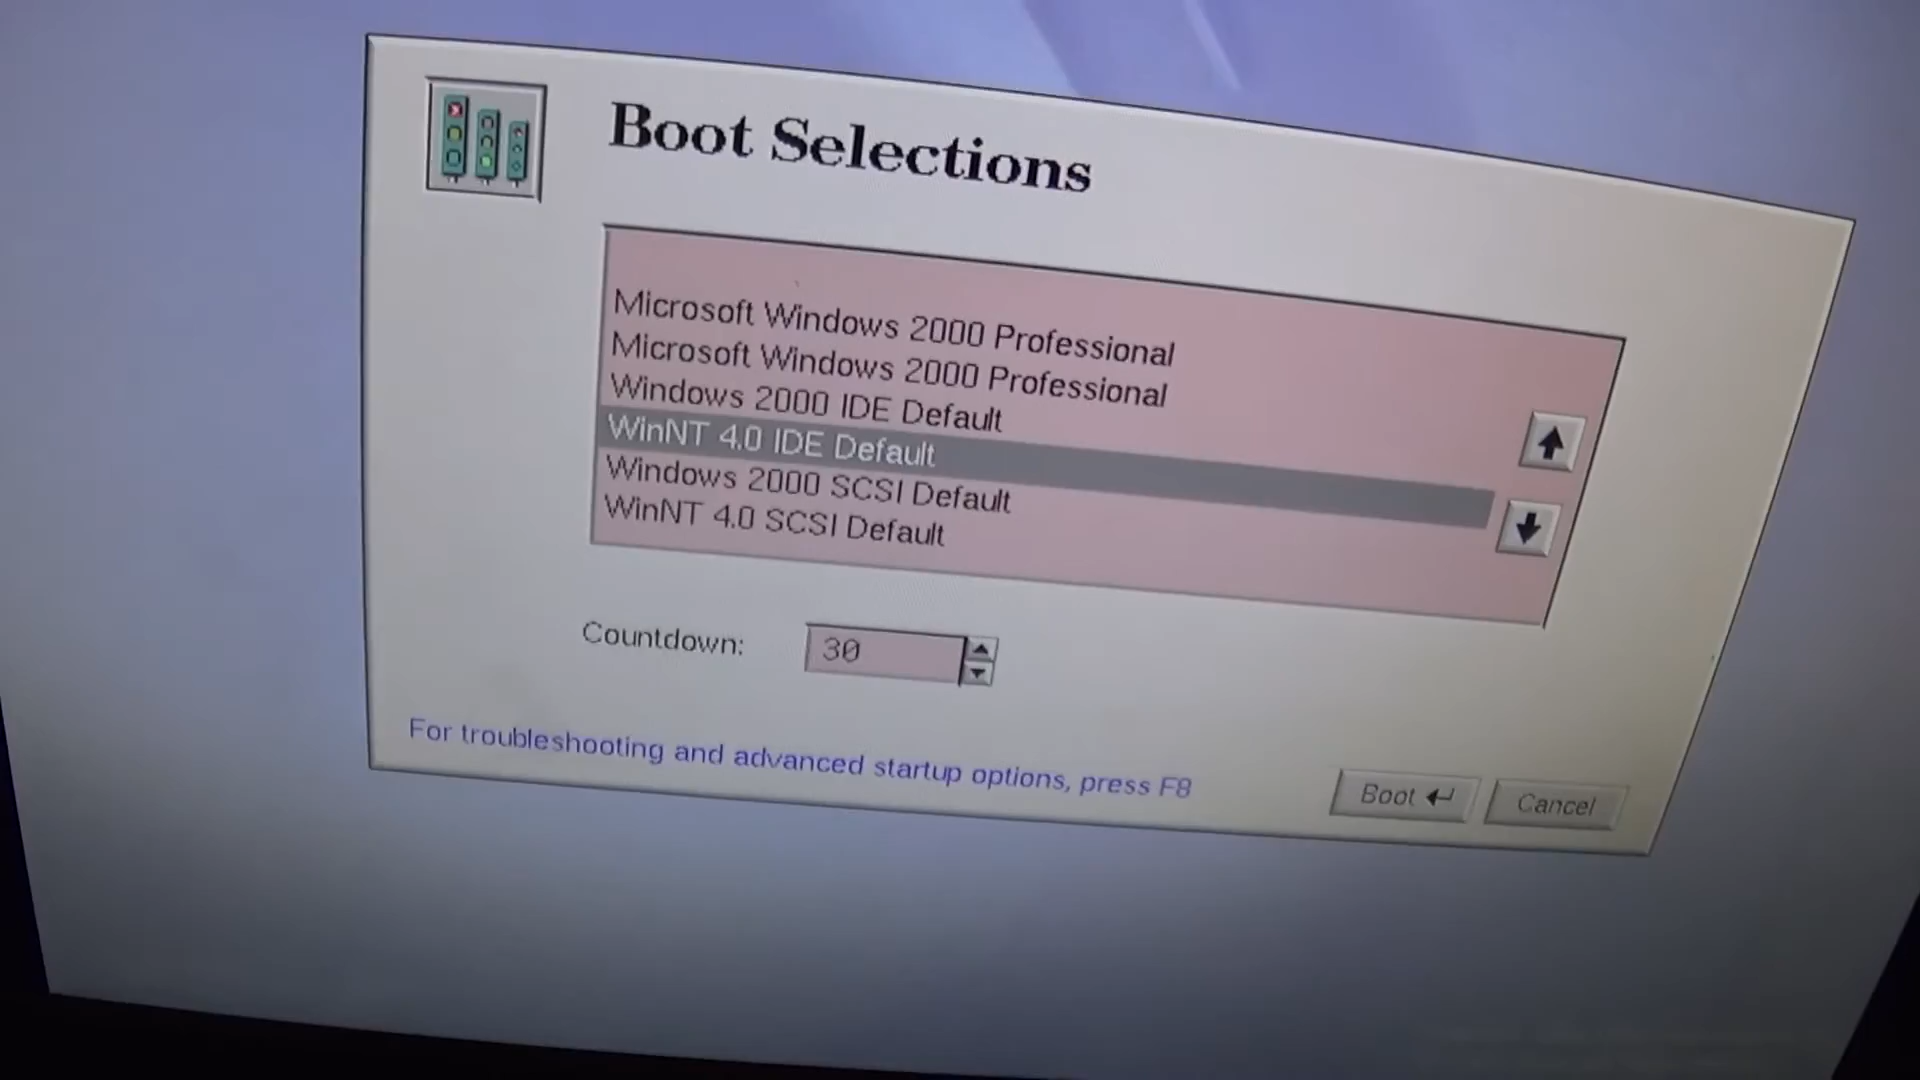 Boot Selections
Microsoft Windows 2000 Professional
Microsoft Windows 2000 Professional
Windows 2000 IDE Default
WinNT 4.0 IDE Default
Windows 2000 SCSI Default
WinNT 4.0 SCSI Default
Countdown: 30
For troubleshooting and advanced startup options, press F8
Boot ↵ Cancel